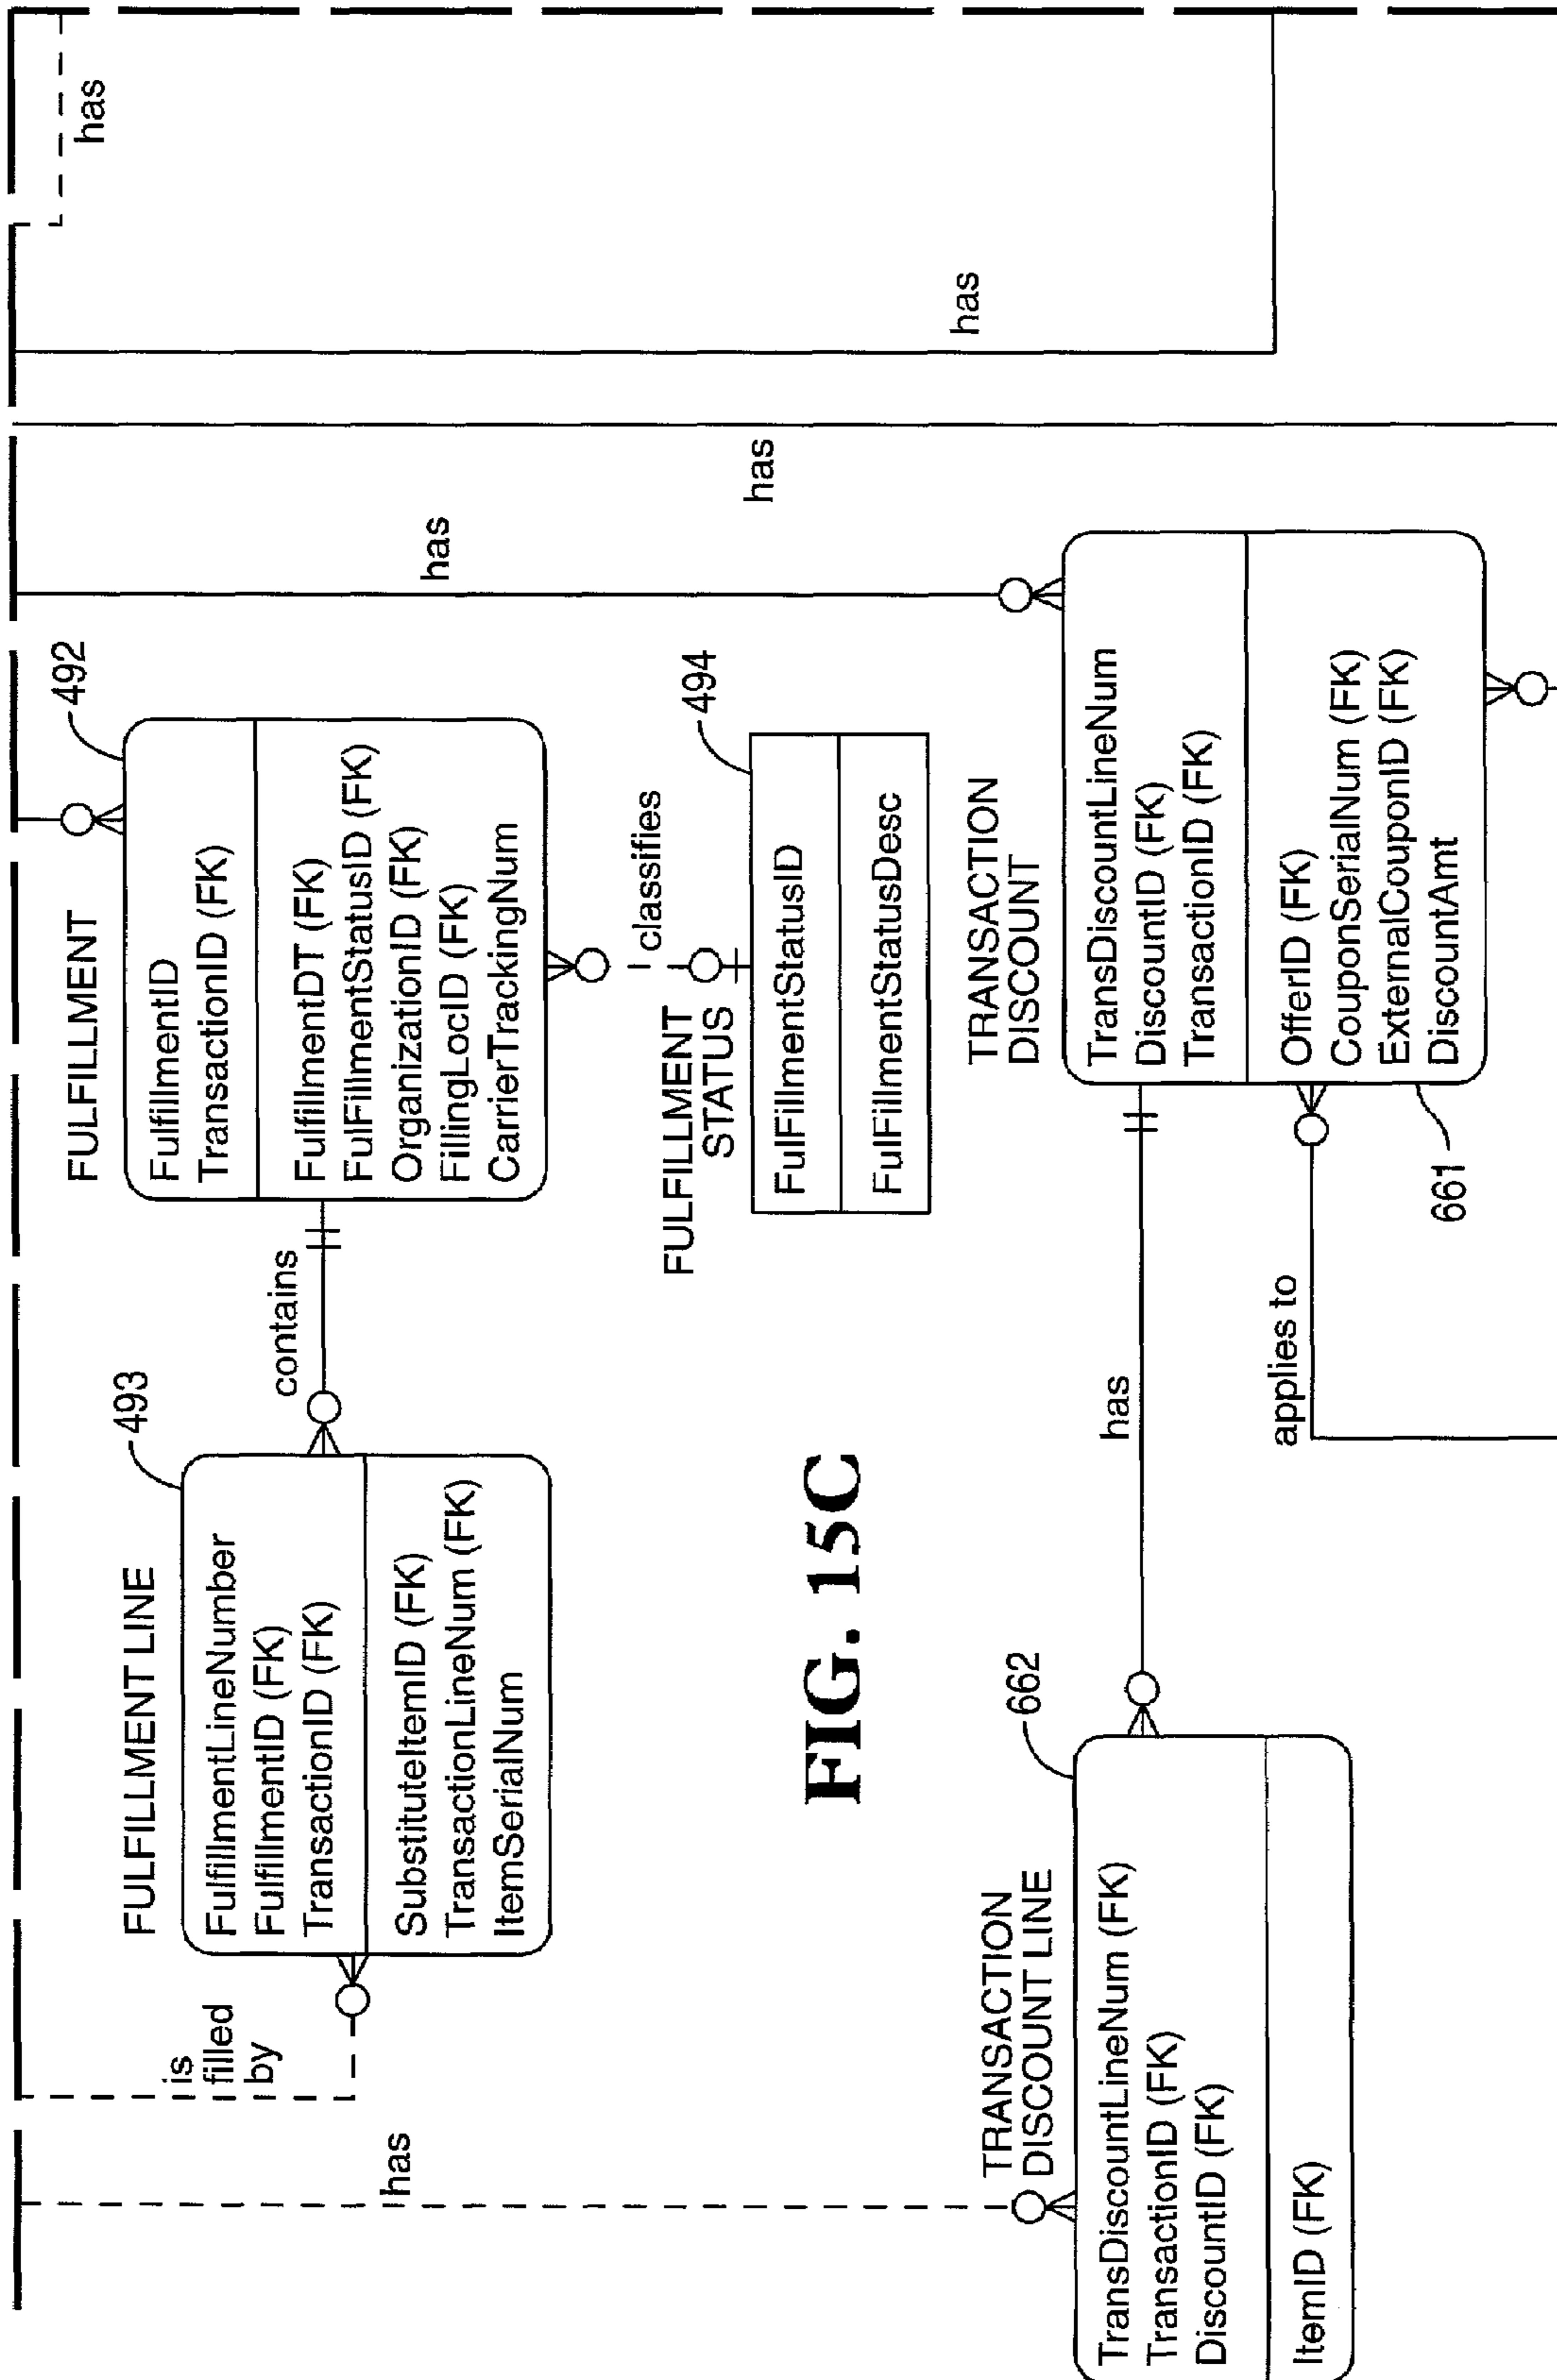 is
filled
by
has
FULFILLMENT LINE
493
FulfillmentLineNumber
FulfillmentID (FK)
TransactionID (FK)
SubstituteItemID (FK)
TransactionLineNum (FK)
ItemSerialNum
contains
FULFILLMENT
492
FulfillmentID
TransactionID (FK)
FulfillmentDT (FK)
FulFillmentStatusID (FK)
OrganizationID (FK)
FillingLocID (FK)
CarrierTrackingNum
classifies
FULFILLMENT
STATUS
494
FulFillmentStatusID
FulFillmentStatusDesc
has
has
has
has
FIG. 15C
TRANSACTION
DISCOUNT LINE
662
TransDiscountLineNum (FK)
TransactionID (FK)
DiscountID (FK)
ItemID (FK)
has
applies to
TRANSACTION
DISCOUNT
TransDiscountLineNum
DiscountID (FK)
TransactionID (FK)
OfferID (FK)
CouponSerialNum (FK)
ExternalCouponID (FK)
DiscountAmt
661